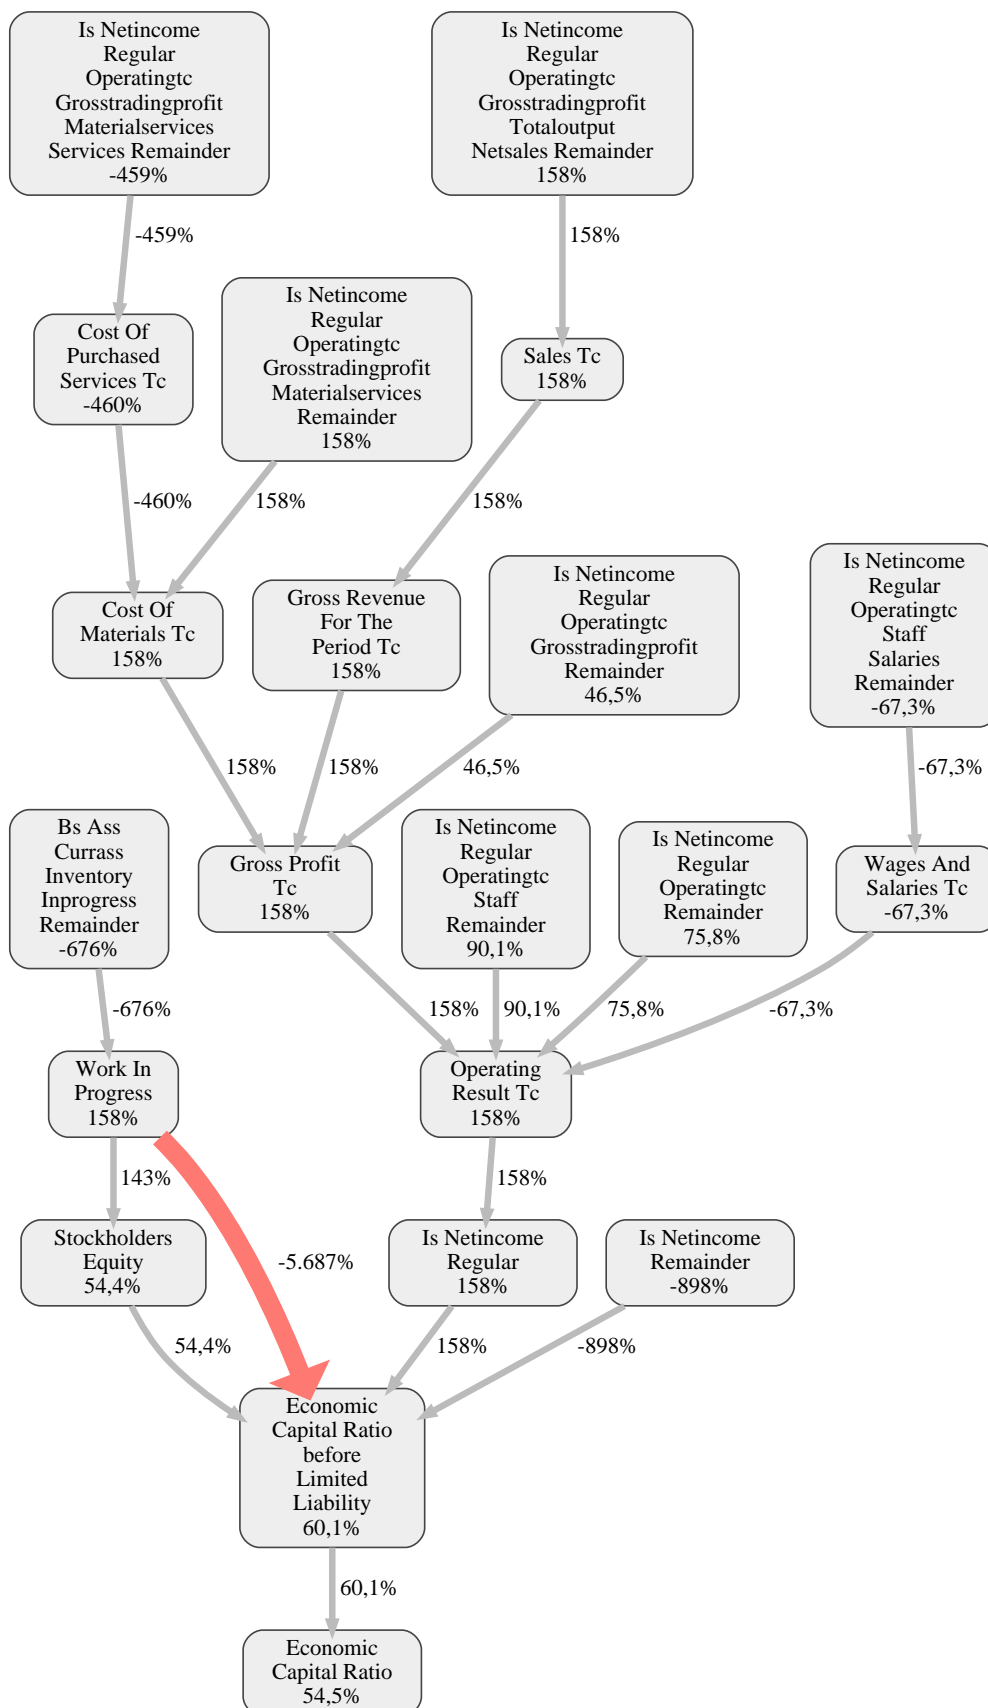 Is Netincome
Regular
Operatingtc
Grosstradingprofit
Materialservices
Services Remainder
-459%
Is Netincome
Regular
Operatingtc
Grosstradingprofit
Totaloutput
Netsales Remainder
158%
-459%
158%
Cost Of
Purchased
Services Tc
-460%
Is Netincome
Regular
Operatingtc
Grosstradingprofit
Materialservices
Remainder
158%
Sales Tc
158%
-460%
158%
158%
Cost Of
Materials Tc
158%
Gross Revenue
For The
Period Tc
158%
Is Netincome
Regular
Operatingtc
Grosstradingprofit
Remainder
46,5%
Is Netincome
Regular
Operatingtc
Staff
Salaries
Remainder
-67,3%
158%
158%
46,5%
-67,3%
Bs Ass
Currass
Inventory
Inprogress
Remainder
-676%
Gross Profit
Tc
158%
Is Netincome
Regular
Operatingtc
Staff
Remainder
90,1%
Is Netincome
Regular
Operatingtc
Remainder
75,8%
Wages And
Salaries Tc
-67,3%
-676%
158%
90,1%
75,8%
-67,3%
Work In
Progress
158%
Operating
Result Tc
158%
143%
-5.687%
158%
Stockholders
Equity
54,4%
Is Netincome
Regular
158%
Is Netincome
Remainder
-898%
54,4%
158%
-898%
Economic
Capital Ratio
before
Limited
Liability
60,1%
60,1%
Economic
Capital Ratio
54,5%